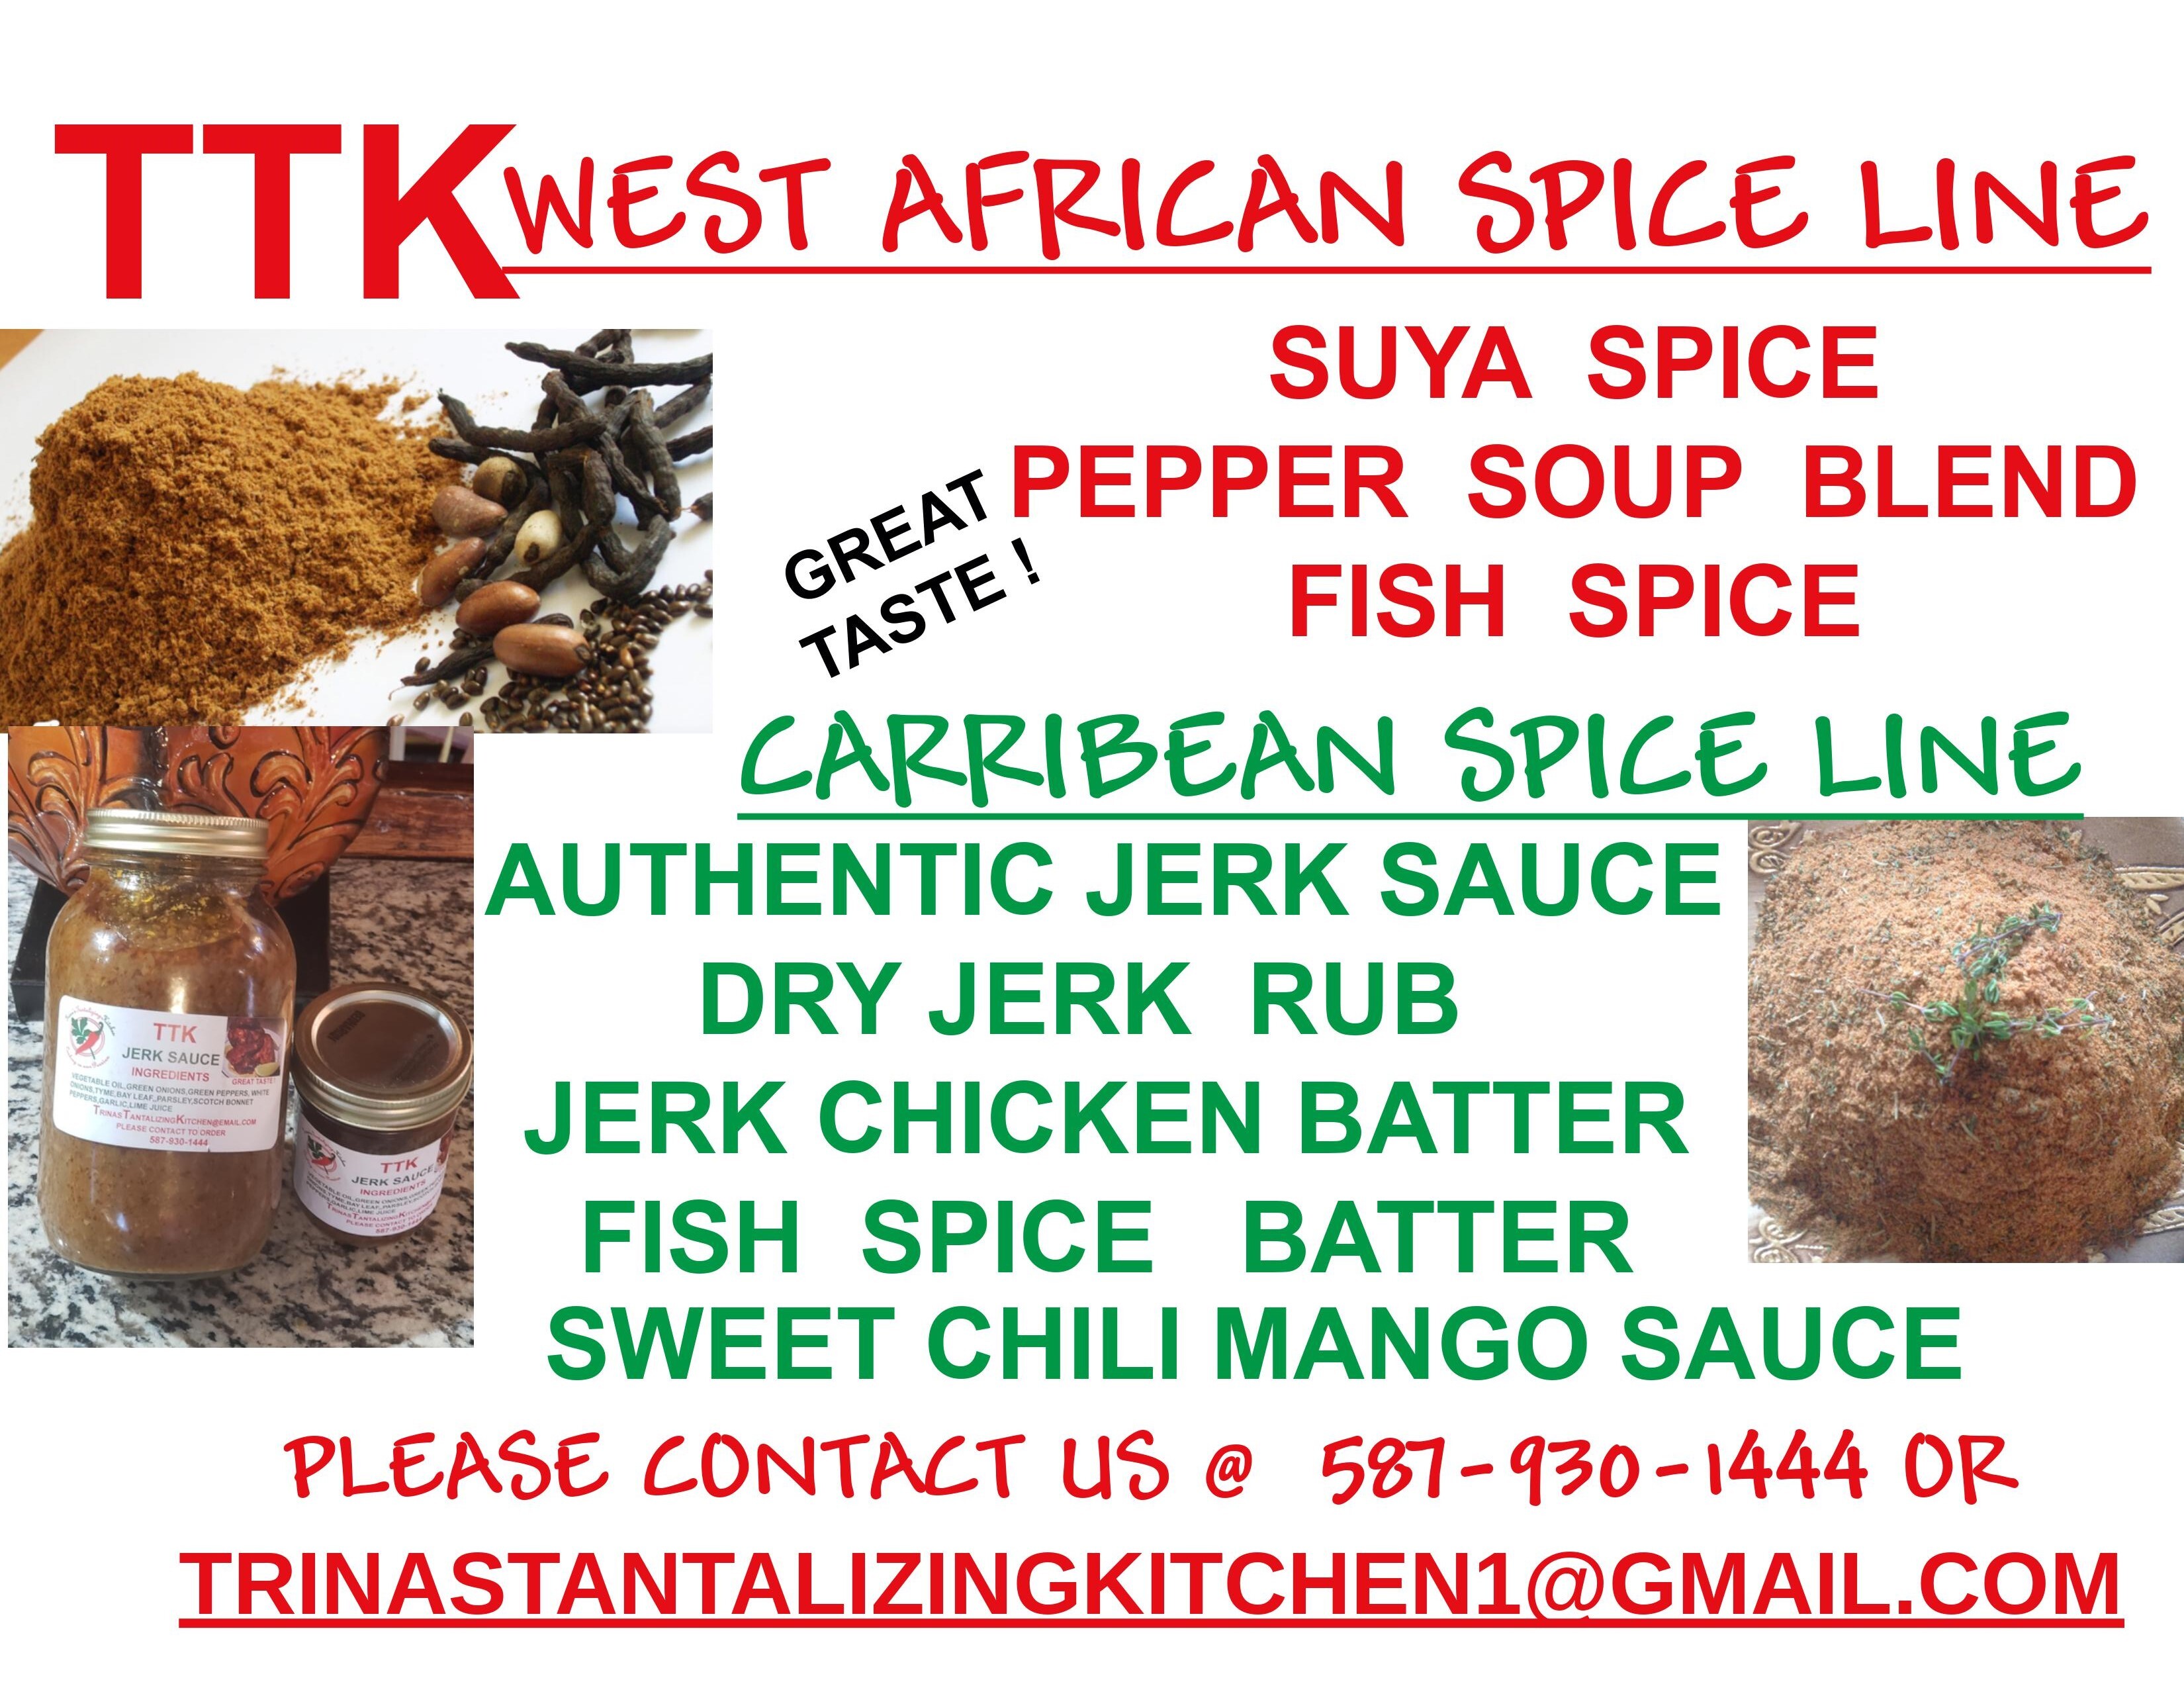 TTK WEST AFRICAN SPICE LINE
SUYA SPICE
PEPPER SOUP BLEND
FISH SPICE
GREAT
TASTE !
CARRIBEAN SPICE LINE
AUTHENTIC JERK SAUCE
DRY JERK RUB
JERK CHICKEN BATTER
FISH SPICE BATTER
SWEET CHILI MANGO SAUCE
TTK
JERK SAUCE
INGREDIENTS
GREAT TASTE !
VEGETABLE OIL,GREEN ONIONS,GREEN PEPPERS, WHITE
ONIONS,TYME,BAY LEAF,,PARSLEY,SCOTCH BONNET
PEPPERS,GARLIC,LIME JUICE
TRINASTANTALIZINGKITCHEN@EMAIL.COM
PLEASE CONTACT TO ORDER
587-930-1444
TTK
JERK SAUCE
INGREDIENTS
PLEASE CONTACT US @ 587-930-1444 OR
TRINASTANTALIZINGKITCHEN1@GMAIL.COM